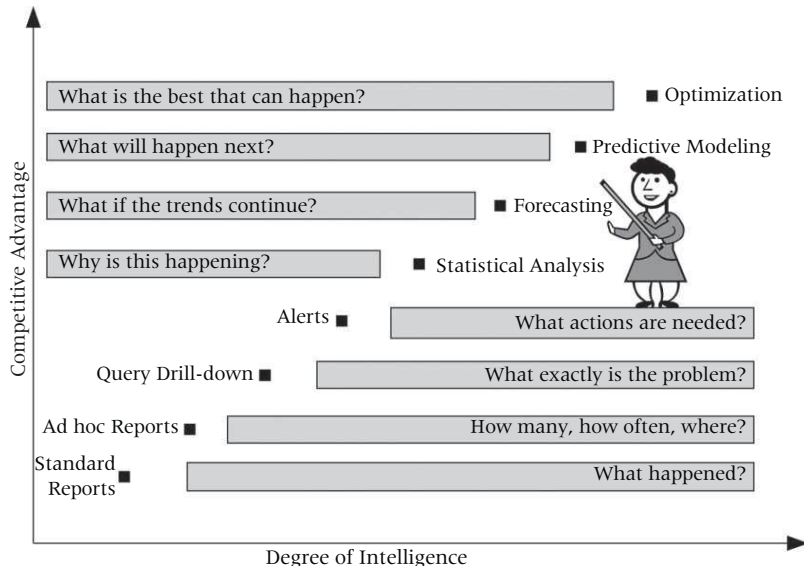 What is the best that can happen?
Optimization
What will happen next?
Predictive Modeling
What if the trends continue?
Forecasting
Why is this happening?
Statistical Analysis
Alerts
What actions are needed?
Query Drill-down
What exactly is the problem?
Ad hoc Reports
How many, how often, where?
Standard
Reports
What happened?
Competitive Advantage
Degree of Intelligence